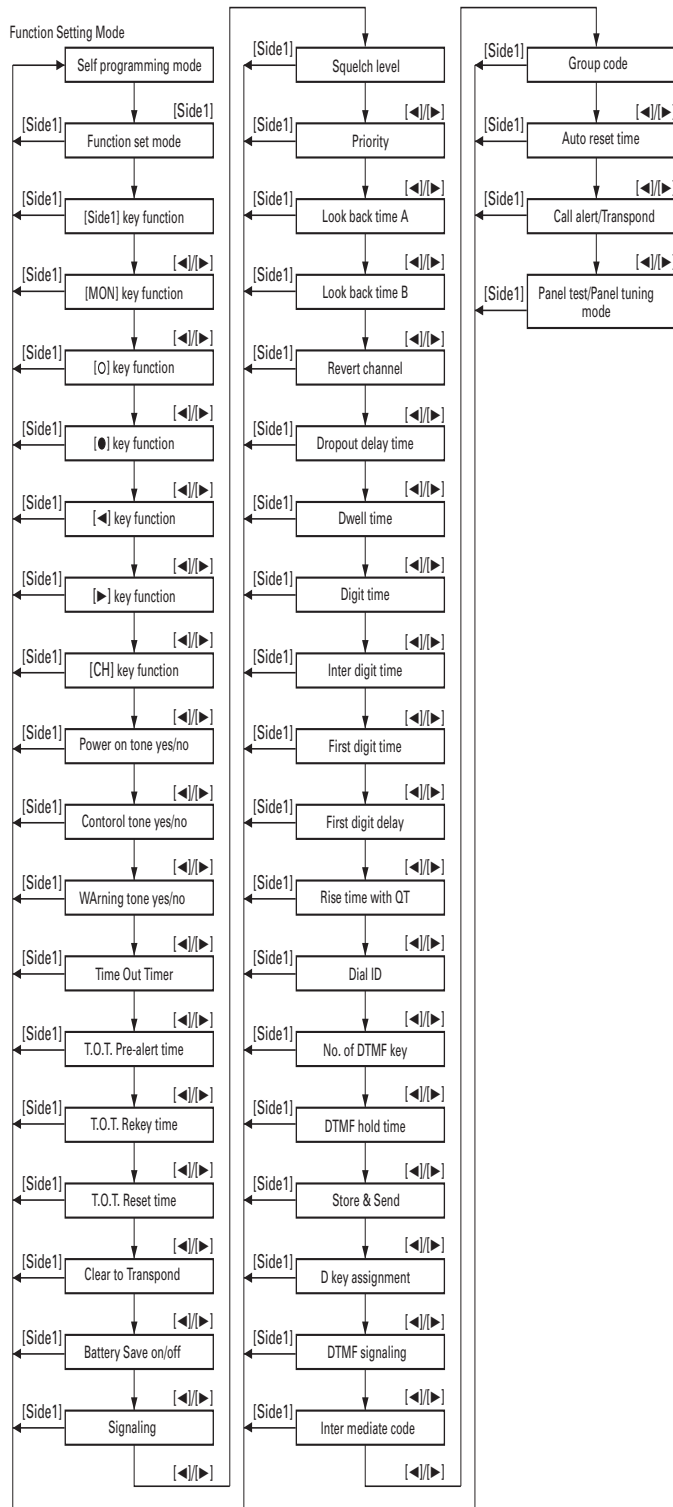 Function Setting Mode
Self programming mode
[Side1]
[Side1]
Function set mode
[Side1]
[Side1] key function
[◀]/[▶]
[Side1]
[MON] key function
[◀]/[▶]
[Side1]
[○] key function
[◀]/[▶]
[Side1]
[●] key function
[◀]/[▶]
[Side1]
[◀] key function
[◀]/[▶]
[Side1]
[▶] key function
[◀]/[▶]
[Side1]
[CH] key function
[◀]/[▶]
[Side1]
Power on tone yes/no
[◀]/[▶]
[Side1]
Contorol tone yes/no
[◀]/[▶]
[Side1]
WArning tone yes/no
[◀]/[▶]
[Side1]
Time Out Timer
[◀]/[▶]
[Side1]
T.O.T. Pre-alert time
[◀]/[▶]
[Side1]
T.O.T. Rekey time
[◀]/[▶]
[Side1]
T.O.T. Reset time
[◀]/[▶]
[Side1]
Clear to Transpond
[◀]/[▶]
[Side1]
Battery Save on/off
[◀]/[▶]
[Side1]
Signaling
[◀]/[▶]
[Side1]
Squelch level
[◀]/[▶]
[Side1]
Priority
[◀]/[▶]
[Side1]
Look back time A
[◀]/[▶]
[Side1]
Look back time B
[◀]/[▶]
[Side1]
Revert channel
[◀]/[▶]
[Side1]
Dropout delay time
[◀]/[▶]
[Side1]
Dwell time
[◀]/[▶]
[Side1]
Digit time
[◀]/[▶]
[Side1]
Inter digit time
[◀]/[▶]
[Side1]
First digit time
[◀]/[▶]
[Side1]
First digit delay
[◀]/[▶]
[Side1]
Rise time with QT
[◀]/[▶]
[Side1]
Dial ID
[◀]/[▶]
[Side1]
No. of DTMF key
[◀]/[▶]
[Side1]
DTMF hold time
[◀]/[▶]
[Side1]
Store & Send
[◀]/[▶]
[Side1]
D key assignment
[◀]/[▶]
[Side1]
DTMF signaling
[◀]/[▶]
[Side1]
Inter mediate code
[◀]/[▶]
[Side1]
Group code
[◀]/[▶]
[Side1]
Auto reset time
[◀]/[▶]
[Side1]
Call alert/Transpond
[◀]/[▶]
[Side1]
Panel test/Panel tuning
mode